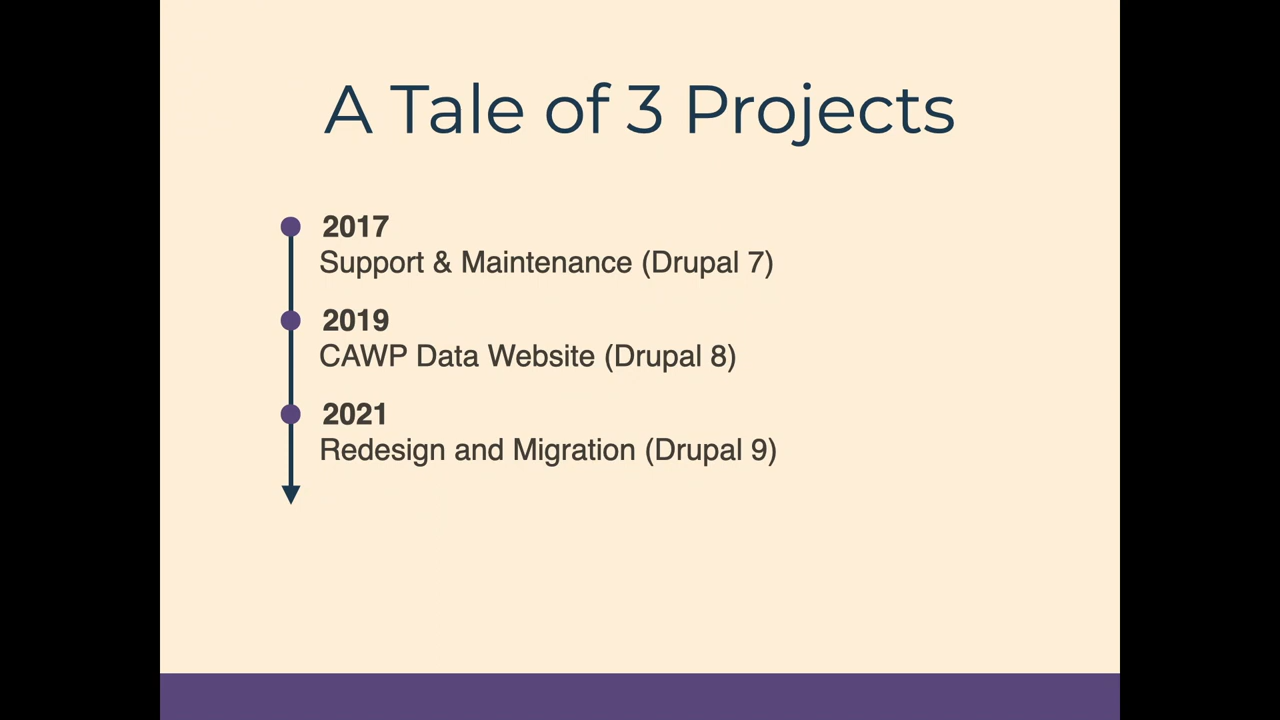 A Tale of 3 Projects
2017
Support & Maintenance (Drupal 7)
2019
CAWP Data Website (Drupal 8)
2021
Redesign and Migration (Drupal 9)